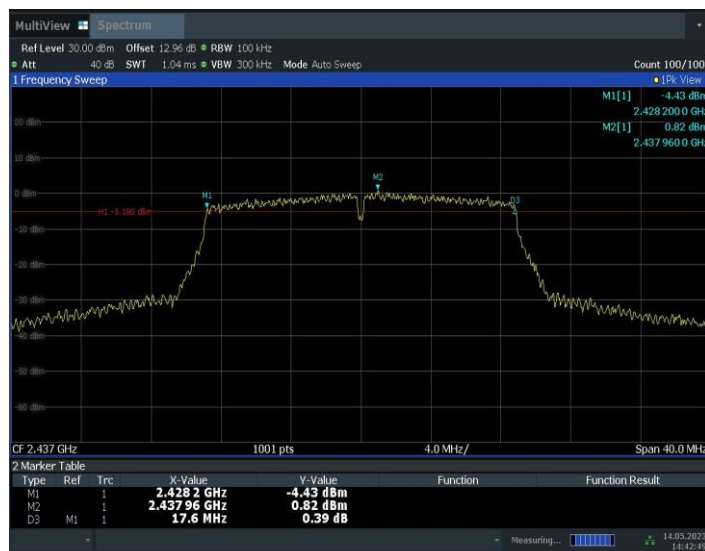 MultiView Spectrum
Ref Level 30.00 dBm Offset 12.96 dB RBW 100 kHz
Att 40 dB SWT 1.04 ms VBW 300 kHz Mode Auto Sweep Count 100/100
1 Frequency Sweep 1Pk View
M1[1] -4.43 dBm
2.428 200 0 GHz
M2[1] 0.82 dBm
2.437 960 0 GHz
20 dBm
10 dBm
M2
0 dBm
M1
D3
H1 -5.180 dBm
-10 dBm
-20 dBm
-30 dBm
-40 dBm
-50 dBm
-60 dBm
CF 2.437 GHz 1001 pts 4.0 MHz/ Span 40.0 MHz
2 Marker Table
Type Ref Trc X-Value Y-Value Function Function Result
M1 1 2.428 2 GHz -4.43 dBm
M2 1 2.437 96 GHz 0.82 dBm
D3 M1 1 17.6 MHz 0.39 dB
Measuring... 14.05.2021
14:42:49